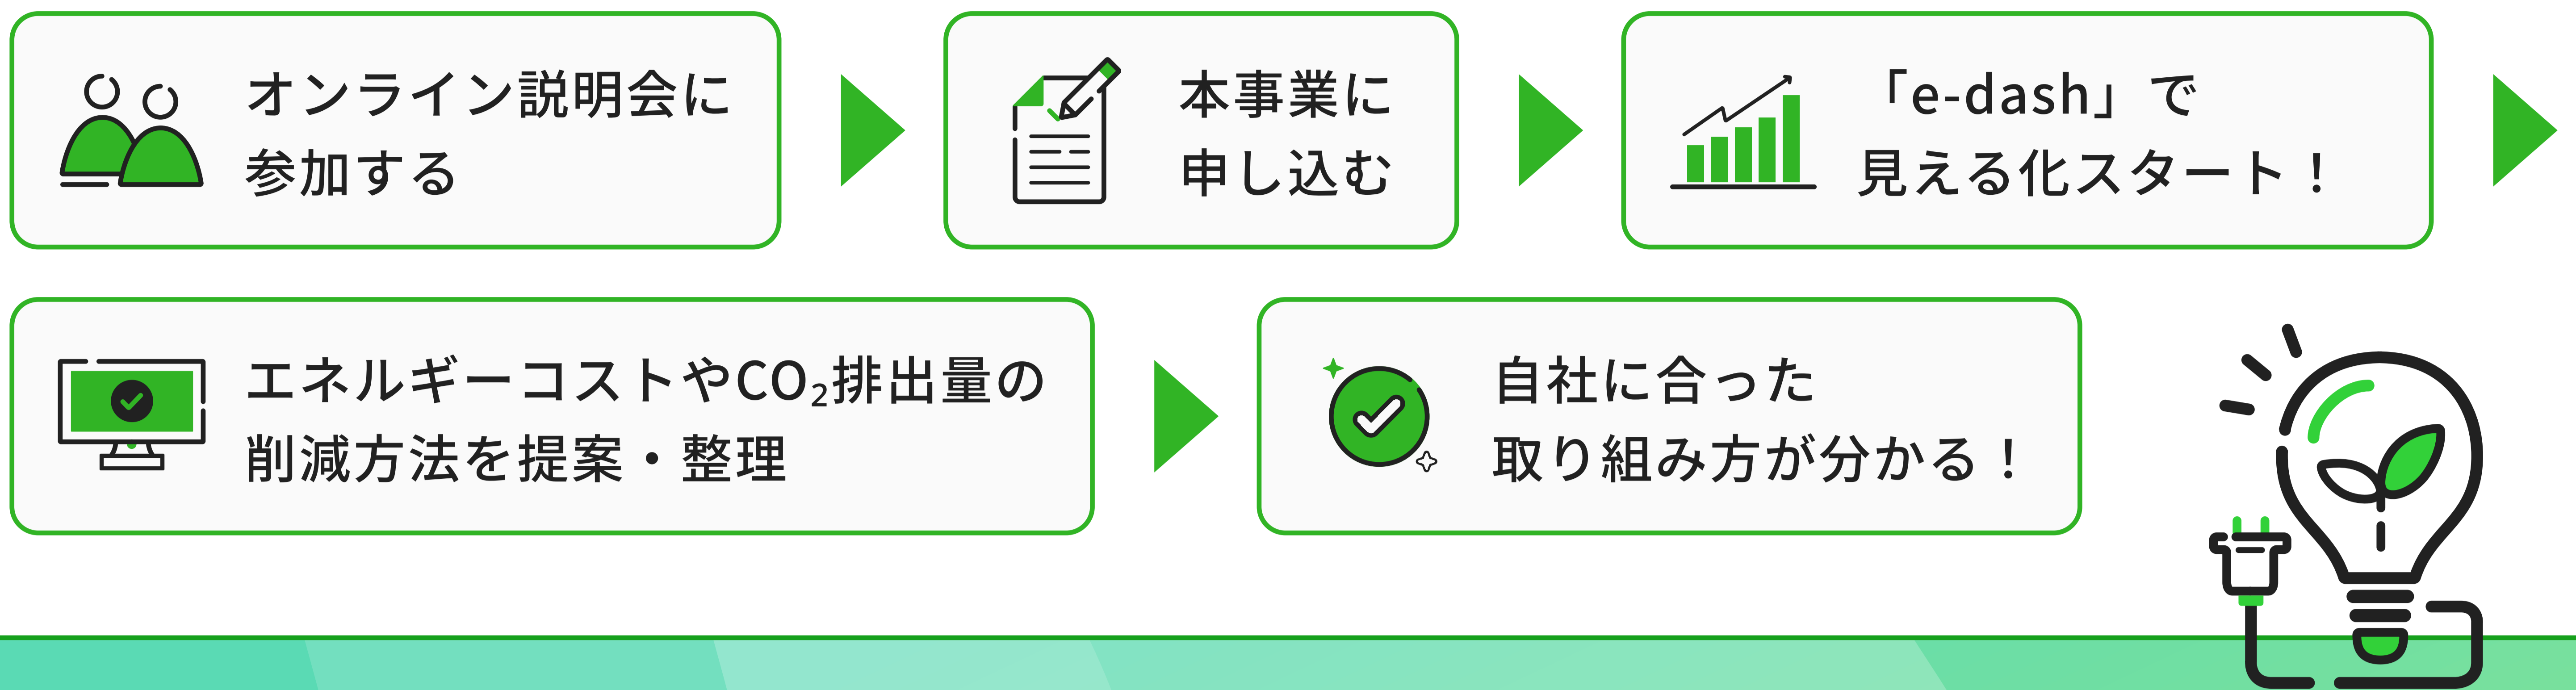 オンライン説明会に
参加する
本事業に
申し込む
「e-dash」で
見える化スタート！
エネルギーコストやCO₂排出量の
削減方法を提案・整理
自社に合った
取り組み方が分かる！